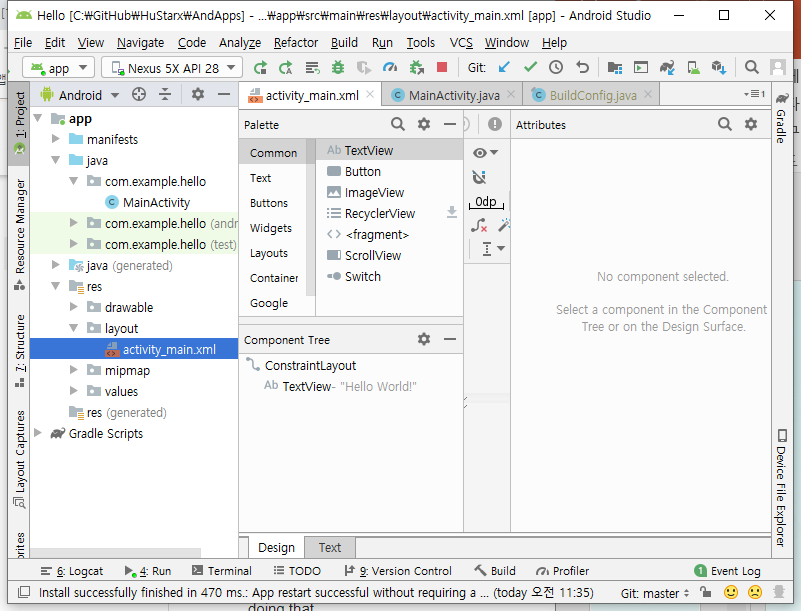 Hello [C:₩GitHub₩HuStarx₩AndApps] - ...₩app₩src₩main₩res₩layout₩activity_main.xml [app] - Android Studio
File Edit View Navigate Code Analyze Refactor Build Run Tools VCS Window Help
app Nexus 5X API 28 Git:
Android activity_main.xml MainActivity.java BuildConfig.java 1
1: Project
Resource Manager
7: Structure
Layout Captures
app
manifests
java
com.example.hello
MainActivity
com.example.hello (andr
com.example.hello (test)
java (generated)
res
drawable
layout
activity_main.xml
mipmap
values
res (generated)
Gradle Scripts
Palette
Common
Text
Buttons
Widgets
Layouts
Container
Google
Ab TextView
Button
ImageView
RecyclerView
<fragment>
ScrollView
Switch
Component Tree
ConstraintLayout
Ab TextView- "Hello World!"
0dp
Attributes
No component selected.
Select a component in the Component
Tree or on the Design Surface.
Gradle
Device File Explorer
Design Text
6: Logcat 4: Run Terminal TODO 9: Version Control Build Profiler 1 Event Log
Install successfully finished in 470 ms.: App restart successful without requiring a ... (today 오전 11:35) Git: master
doing that